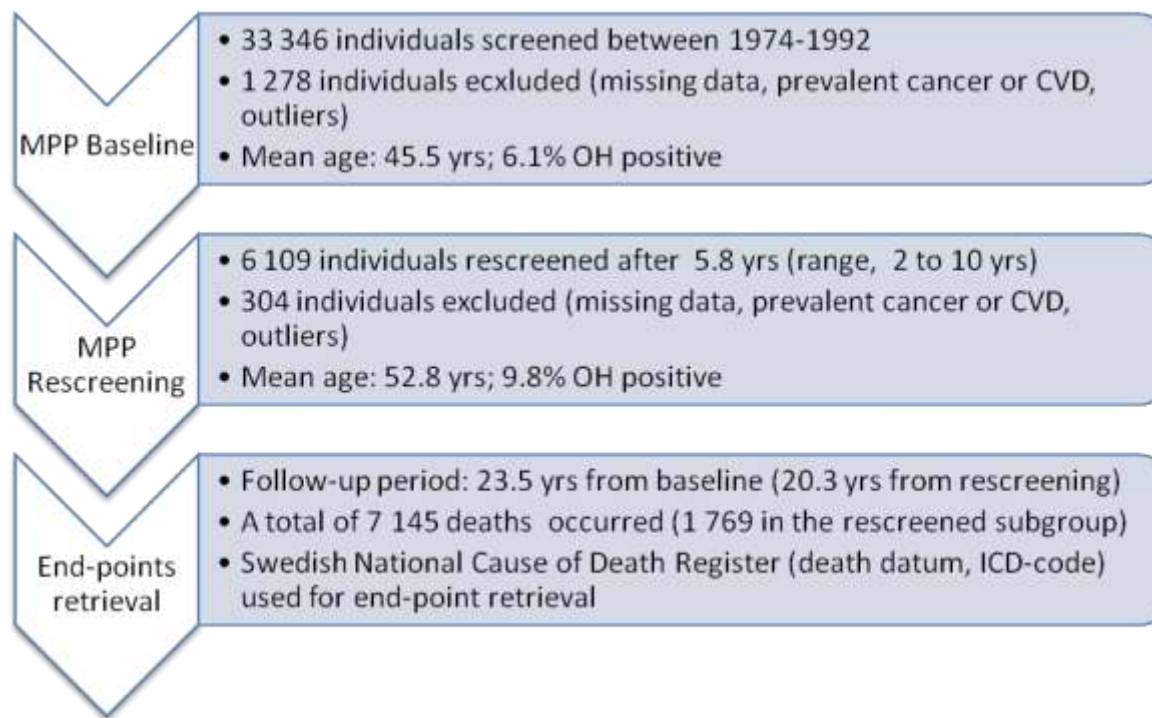 MPP Baseline
• 33 346 individuals screened between 1974-1992
• 1 278 individuals ecxluded (missing data, prevalent cancer or CVD,
outliers)
• Mean age: 45.5 yrs; 6.1% OH positive
MPP
Rescreening
• 6 109 individuals rescreened after 5.8 yrs (range, 2 to 10 yrs)
• 304 individuals excluded (missing data, prevalent cancer or CVD,
outliers)
• Mean age: 52.8 yrs; 9.8% OH positive
End-points
retrieval
• Follow-up period: 23.5 yrs from baseline (20.3 yrs from rescreening)
• A total of 7 145 deaths occurred (1 769 in the rescreened subgroup)
• Swedish National Cause of Death Register (death datum, ICD-code)
used for end-point retrieval